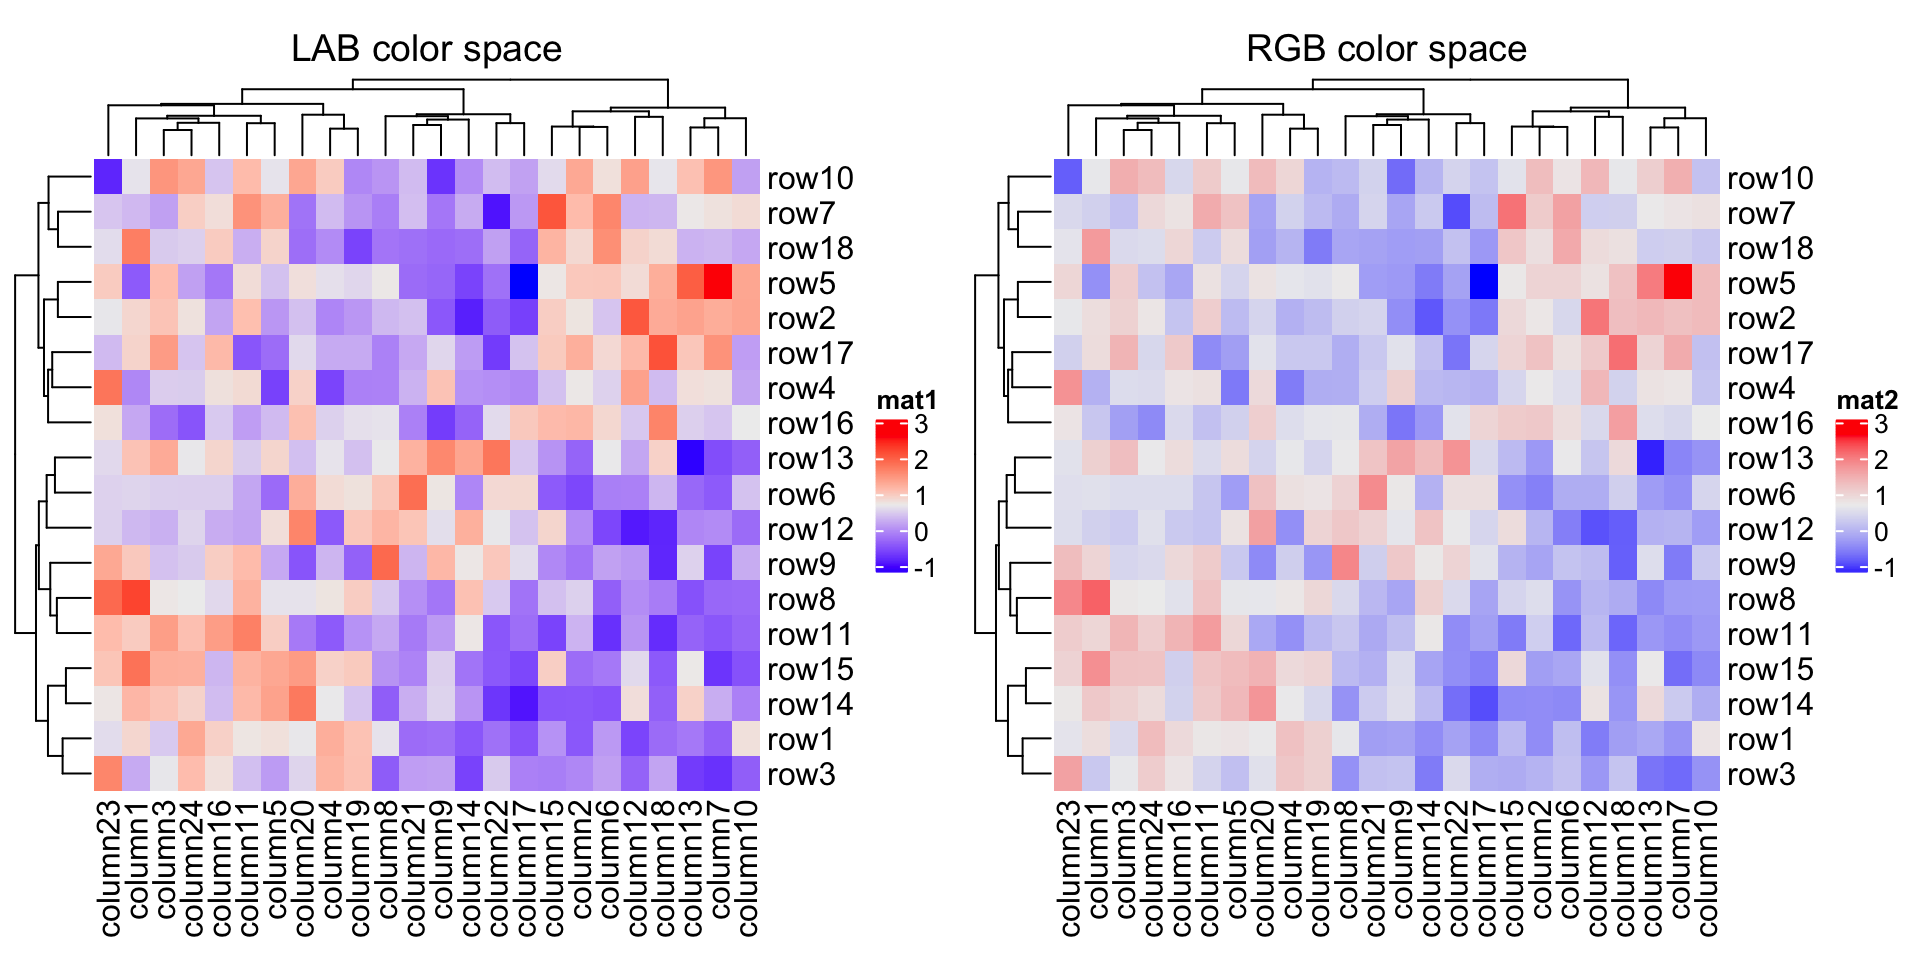 LAB color space
row10
row7
row18
row5
row2
row17
row4
row16
row13
row6
row12
row9
row8
row11
row15
row14
row1
row3
column23
column1
column3
column24
column16
column11
column5
column20
column4
column19
column8
column21
column9
column14
column22
column17
column15
column2
column6
column12
column18
column13
column7
column10
mat1
3
2
1
0
-1
RGB color space
row10
row7
row18
row5
row2
row17
row4
row16
row13
row6
row12
row9
row8
row11
row15
row14
row1
row3
column23
column1
column3
column24
column16
column11
column5
column20
column4
column19
column8
column21
column9
column14
column22
column17
column15
column2
column6
column12
column18
column13
column7
column10
mat2
3
2
1
0
-1